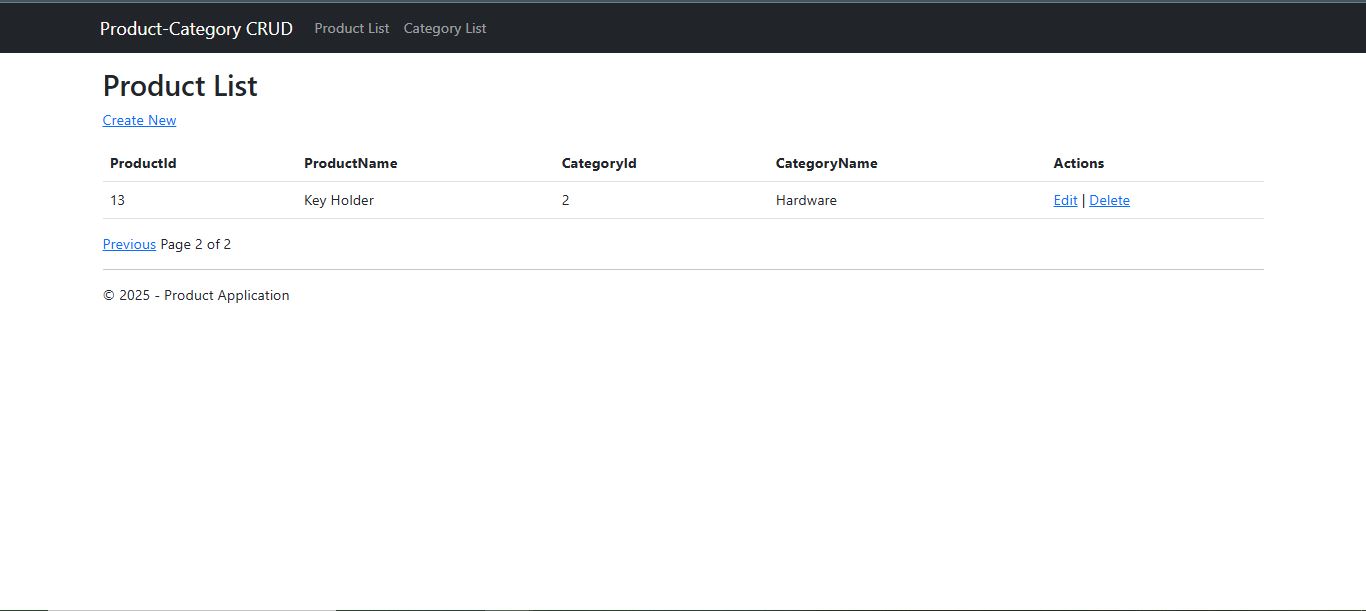 Product-Category CRUD Product List Category List
Product List
Create New
ProductId ProductName CategoryId CategoryName Actions
13 Key Holder 2 Hardware Edit | Delete
Previous Page 2 of 2
© 2025 - Product Application